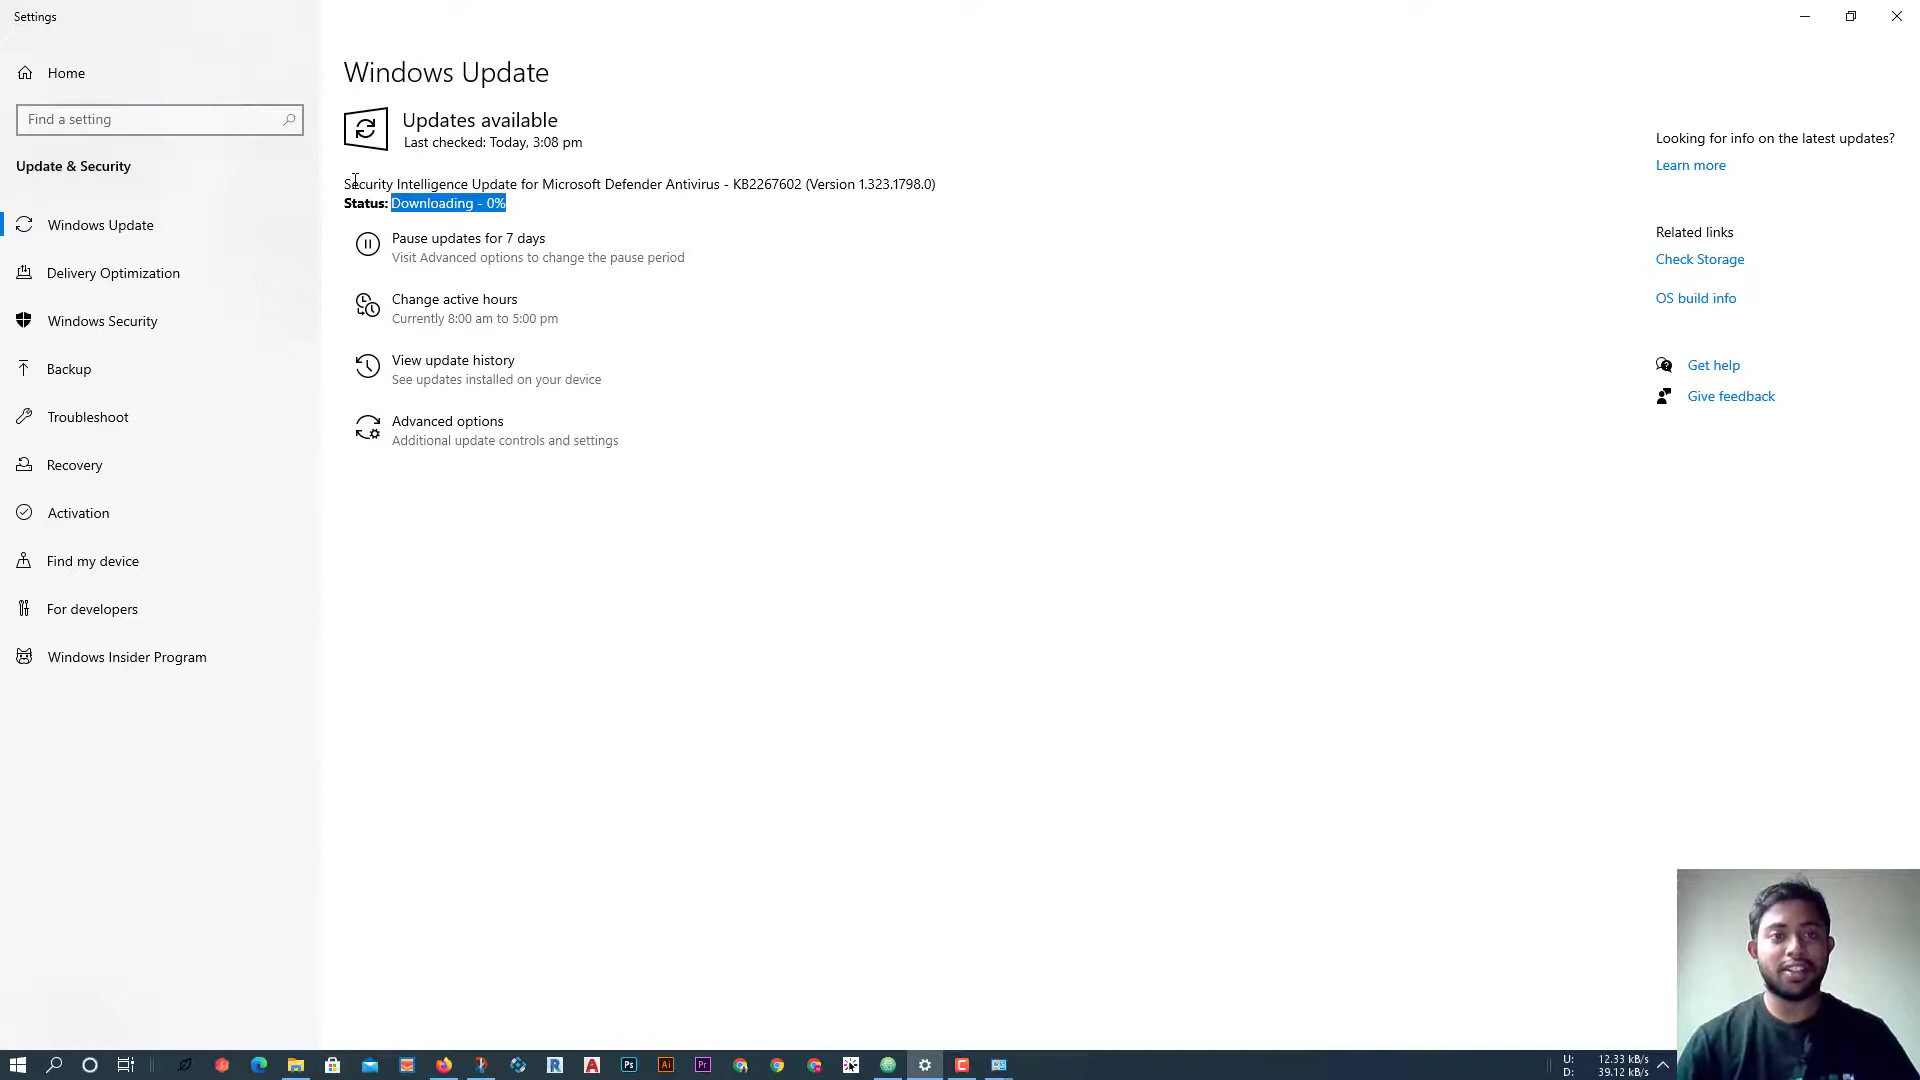 Settings
Home
Find a setting
Update & Security
Windows Update
Delivery Optimization
Windows Security
Backup
Troubleshoot
Recovery
Activation
Find my device
For developers
Windows Insider Program
Windows Update
Updates available
Last checked: Today, 3:08 pm
Security Intelligence Update for Microsoft Defender Antivirus - KB2267602 (Version 1.323.1798.0)
Status: Downloading - 0%
Pause updates for 7 days
Visit Advanced options to change the pause period
Change active hours
Currently 8:00 am to 5:00 pm
View update history
See updates installed on your device
Advanced options
Additional update controls and settings
Looking for info on the latest updates?
Learn more
Related links
Check Storage
OS build info
Get help
Give feedback
R
A
Ps
Ai
Pr
U: 12.33 kB/s
D: 39.12 kB/s